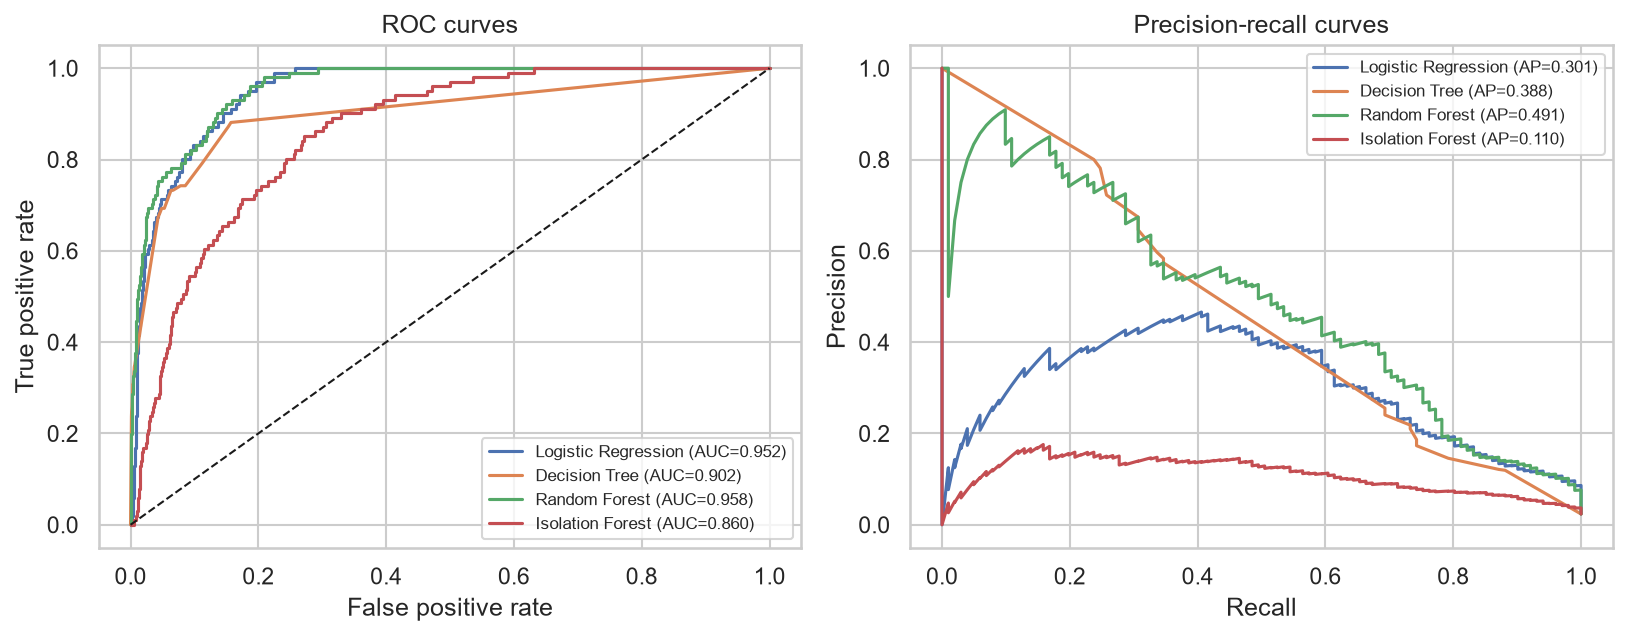 ROC curves
1.0
0.8
0.6
0.4
0.2
0.0
True positive rate
Logistic Regression (AUC=0.952)
Decision Tree (AUC=0.902)
Random Forest (AUC=0.958)
Isolation Forest (AUC=0.860)
0.0 0.2 0.4 0.6 0.8 1.0
False positive rate
Precision-recall curves
1.0
0.8
0.6
0.4
0.2
0.0
Precision
Logistic Regression (AP=0.301)
Decision Tree (AP=0.388)
Random Forest (AP=0.491)
Isolation Forest (AP=0.110)
0.0 0.2 0.4 0.6 0.8 1.0
Recall